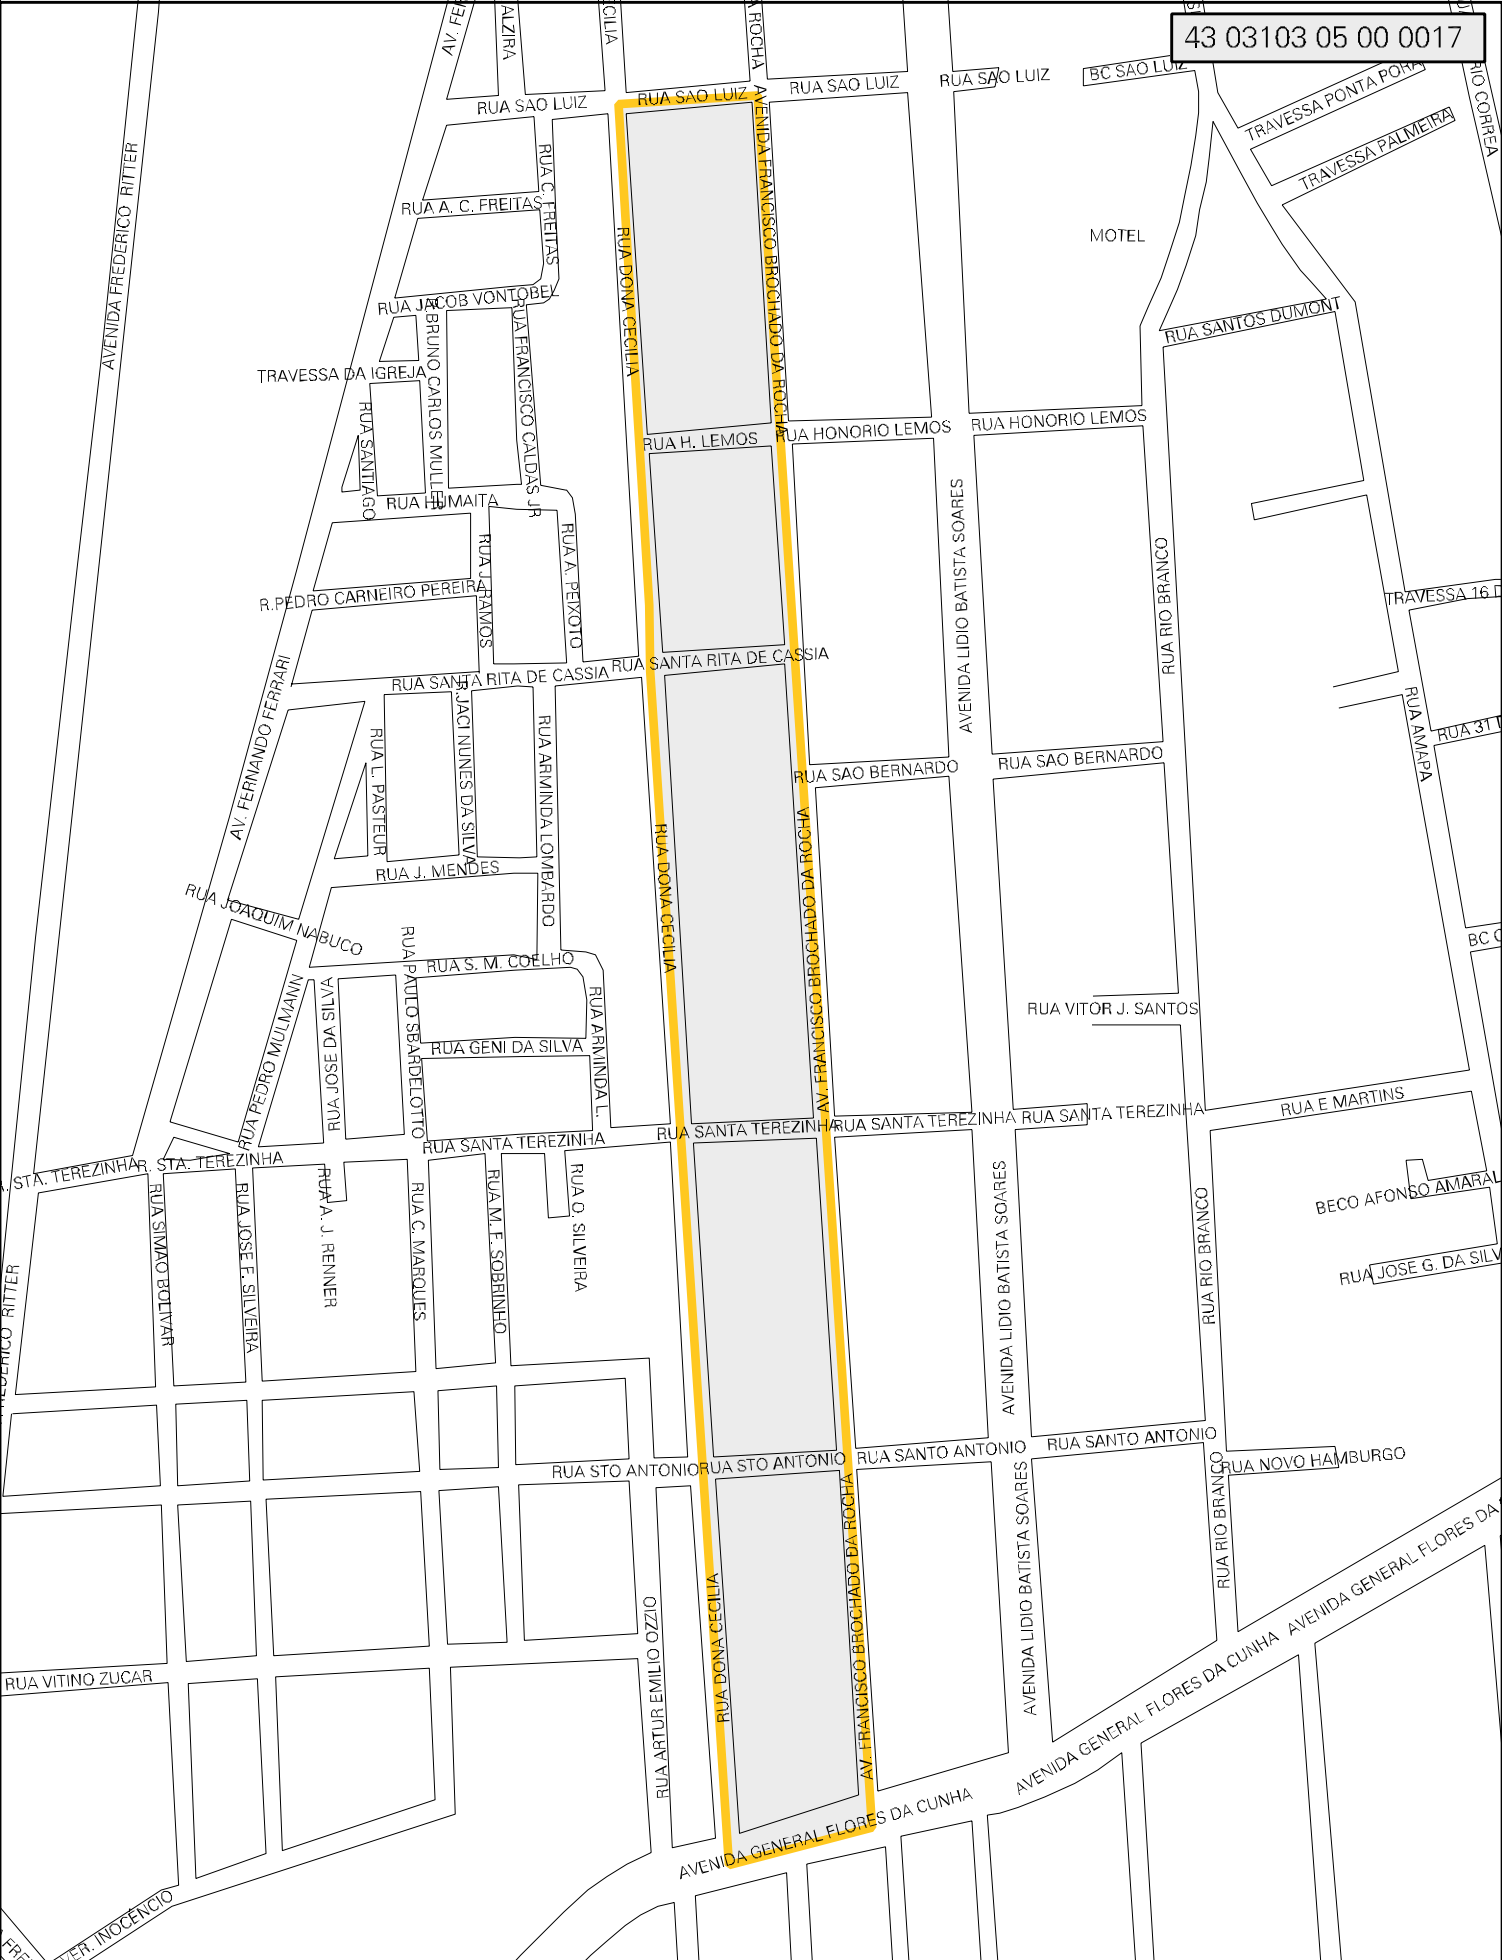 43 03103 05 00 0017
ALZIRA
CILIA
A ROCHA
RIO CORREA
RUA SAO LUIZ
RUA SAO LUIZ
RUA SAO LUIZ
RUA SAO LUIZ
BC SAO LUIZ
TRAVESSA PONTA PORA
TRAVESSA PALMEIRA
AVENIDA FREDERICO RITTER
RUA C. FREITAS
RUA A. C. FREITAS
RUA DONA CECILIA
AVENIDA FRANCISCO BROCHADO DA ROCHA
MOTEL
RUA JACOB VONTOBEL
R.BRUNO CARLOS MULLER
RUA FRANCISCO CALDAS JR
RUA SANTOS DUMONT
TRAVESSA DA IGREJA
RUA SANTIAGO
RUA H. LEMOS
RUA HONORIO LEMOS
RUA HONORIO LEMOS
RUA HUMAITA
AVENIDA LIDIO BATISTA SOARES
RUA RIO BRANCO
RUA J. RAMOS
RUA A. PEIXOTO
R.PEDRO CARNEIRO PEREIRA
TRAVESSA 16 D
AV. FERNANDO FERRARI
RUA SANTA RITA DE CASSIA
RUA SANTA RITA DE CASSIA
R.JACI NUNES DA SILVA
RUA ARMINDA LOMBARDO
RUA L. PASTEUR
RUA AMAPA
RUA 31 D
RUA SAO BERNARDO
RUA SAO BERNARDO
RUA DONA CECILIA
AV. FRANCISCO BROCHADO DA ROCHA
RUA J. MENDES
RUA JOAQUIM NABUCO
RUA PAULO SBARDELOTTO
RUA S. M. COELHO
RUA PEDRO MULMANN
RUA JOSE DA SILVA
RUA ARMINDA L.
RUA VITOR J. SANTOS
RUA GENI DA SILVA
RUA E MARTINS
RUA SANTA TEREZINHA
RUA SANTA TEREZINHA
RUA SANTA TEREZINHA
RUA SANTA TEREZINHA
STA. TEREZINHA
R. STA. TEREZINHA
RUA SIMAO BOLIVAR
RUA JOSE F. SILVEIRA
RUA A. J. RENNER
RUA C. MARQUES
RUA M. F. SOBRINHO
RUA O. SILVEIRA
AVENIDA LIDIO BATISTA SOARES
RUA RIO BRANCO
BECO AFONSO AMARAL
RUA JOSE G. DA SILV
RITTER
RUA STO ANTONIO
RUA STO ANTONIO
RUA SANTO ANTONIO
RUA SANTO ANTONIO
RUA NOVO HAMBURGO
RUA RIO BRANCO
AVENIDA LIDIO BATISTA SOARES
AV. FRANCISCO BROCHADO DA ROCHA
RUA DONA CECILIA
RUA ARTUR EMILIO OZZIO
RUA VITINO ZUCAR
AVENIDA GENERAL FLORES DA
AVENIDA GENERAL FLORES DA CUNHA
AVENIDA GENERAL FLORES DA CUNHA
VER. INOCENCIO